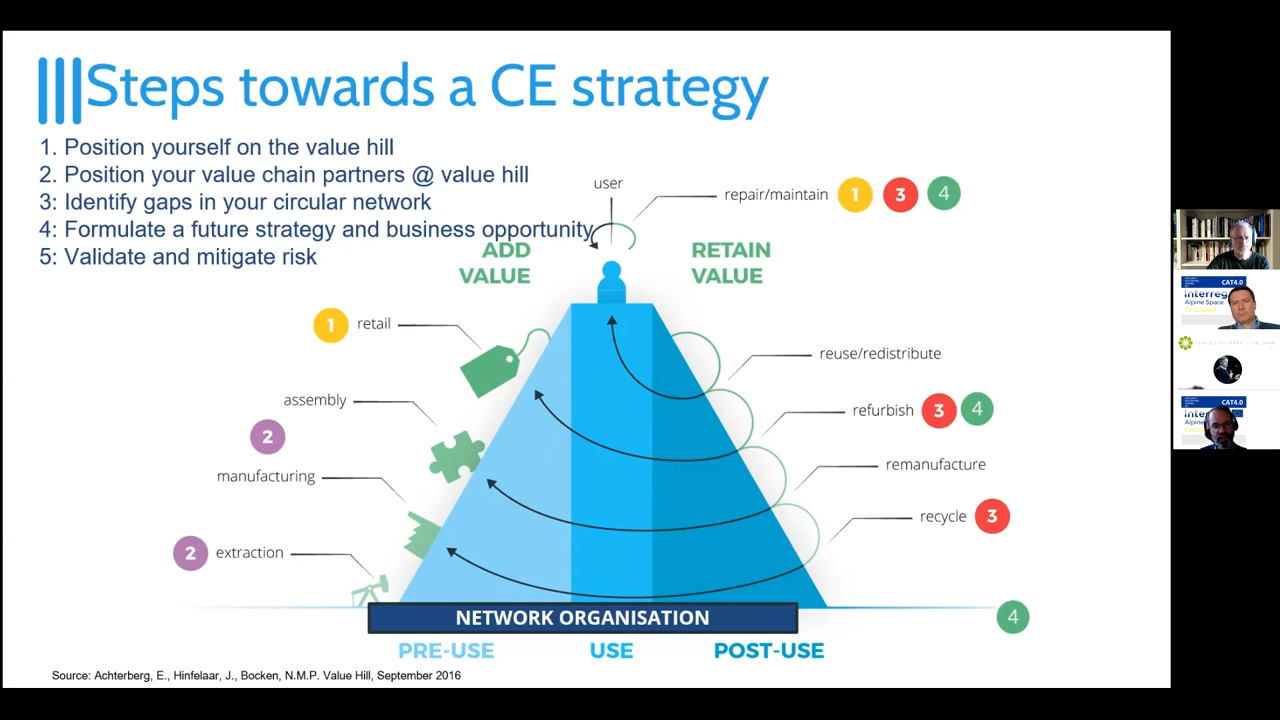 Steps towards a CE strategy
1. Position yourself on the value hill
2. Position your value chain partners @ value hill
3: Identify gaps in your circular network
4: Formulate a future strategy and business opportunity
5: Validate and mitigate risk
user
repair/maintain 1 3 4
ADD
VALUE
RETAIN
VALUE
1 retail
reuse/redistribute
assembly
refurbish 3 4
2
manufacturing
remanufacture
recycle 3
2 extraction
NETWORK ORGANISATION
4
PRE-USE USE POST-USE
Source: Achterberg, E., Hinfelaar, J., Bocken, N.M.P. Value Hill, September 2016
CAT4.0
Interreg
Alpine Space
CAT4.0